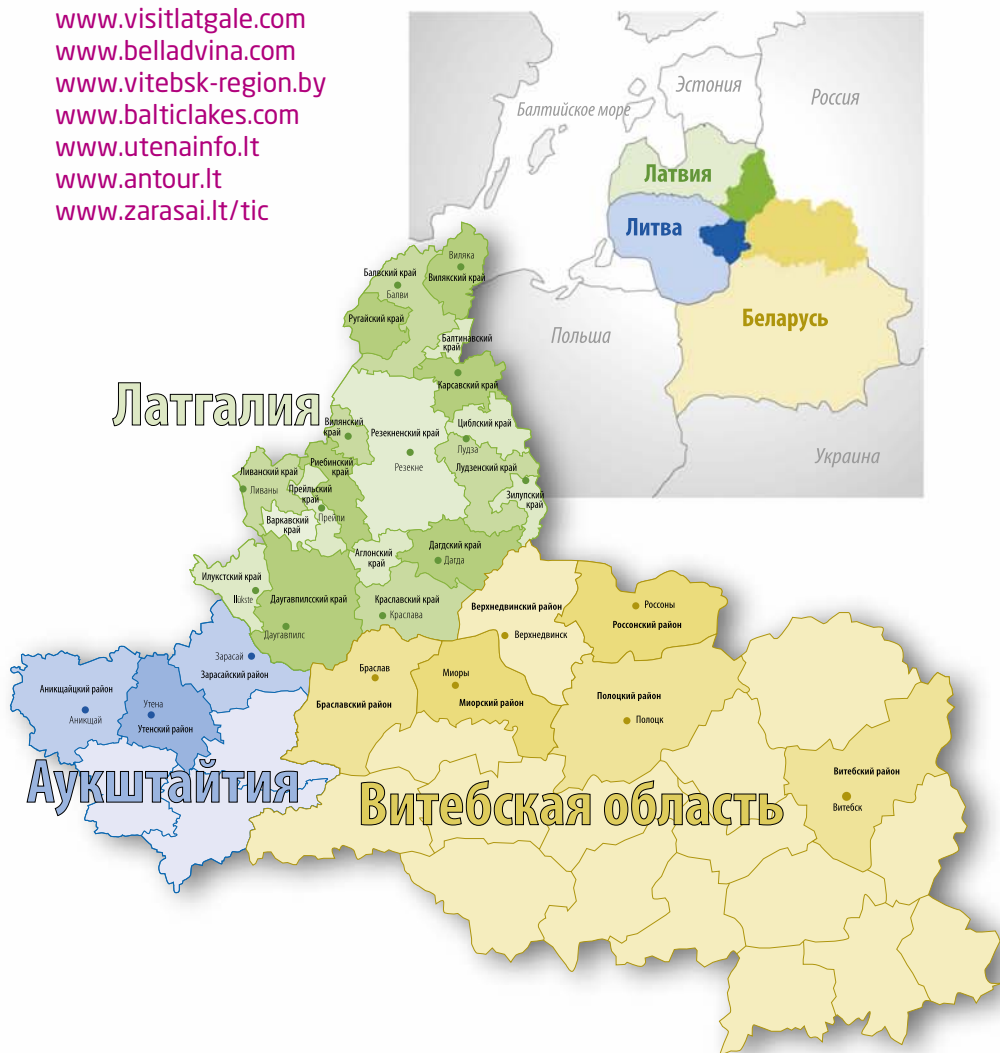 www.visitlatgale.com
www.belladvina.com
www.vitebsk-region.by
www.balticlakes.com
www.utenainfo.lt
www.antour.lt
www.zarasai.lt/tic
Эстония
Россия
Балтийское море
Латвия
Литва
Беларусь
Польша
Украина
Латгалия
Виляка
Балвский край
Вилякский край
Балви
Ругайский край
Балтинавский
край
Карсавский край
Вилянский
край
Резекненский край
Резекне
Циблский край
Лудза
Лудзенский край
Зилупский
край
Ливанский край
Ливаны
Риебинский
край
Прейльский
край
Прейли
Варкавский
край
Аглонский
край
Дагдский край
Дагда
Илукстский край
Ilūkste
Даугавпилсский край
Даугавпилс
Краславский край
Краслава
Верхнедвинский район
Верхнедвинск
Россоны
Россонский район
Зарасай
Зарасайский район
Аникщайцкий район
Аникщай
Утена
Утенский район
Браслав
Браславский район
Миоры
Миорский район
Полоцкий район
Полоцк
Витебский район
Витебск
Аукштайтия
Витебская область